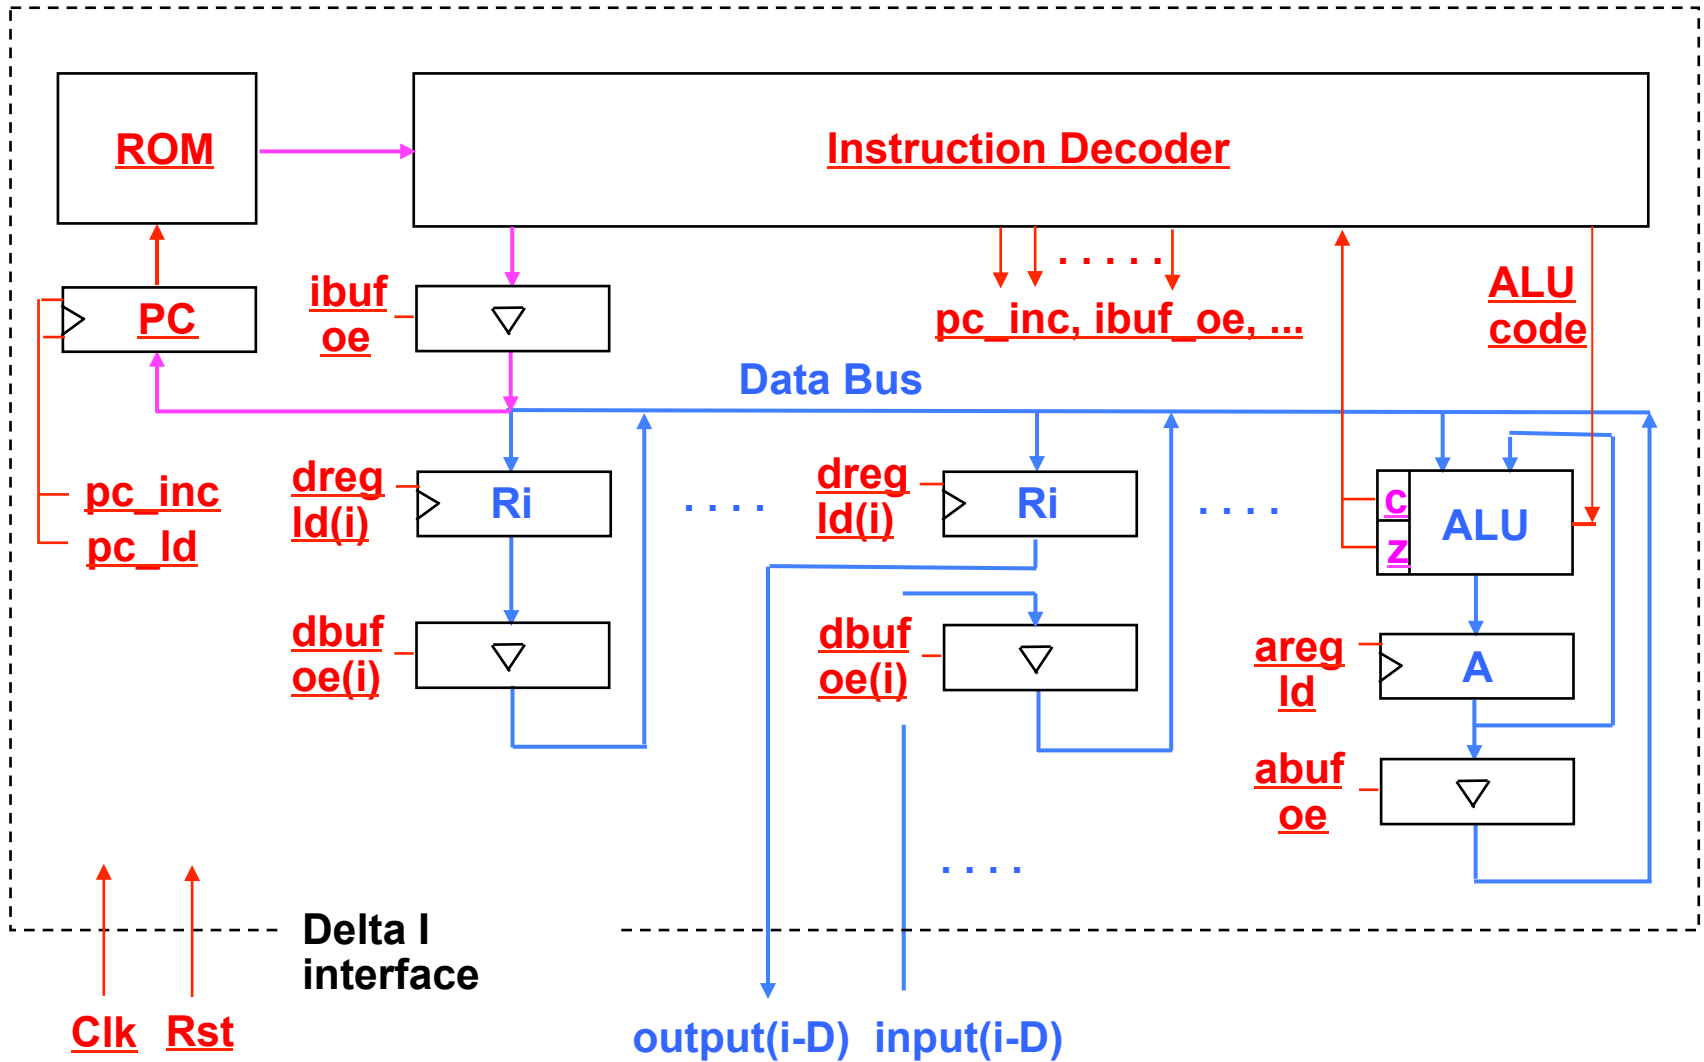 ROM
Instruction Decoder
PC
ibuf
oe
pc_inc, ibuf_oe, ...
ALU
code
Data Bus
pc_inc
pc_ld
dreg
ld(i)
Ri
. . . .
dreg
ld(i)
Ri
. . . .
c
z
ALU
dbuf
oe(i)
dbuf
oe(i)
areg
ld
A
abuf
oe
. . . .
Delta I
interface
Clk
Rst
output(i-D)
input(i-D)